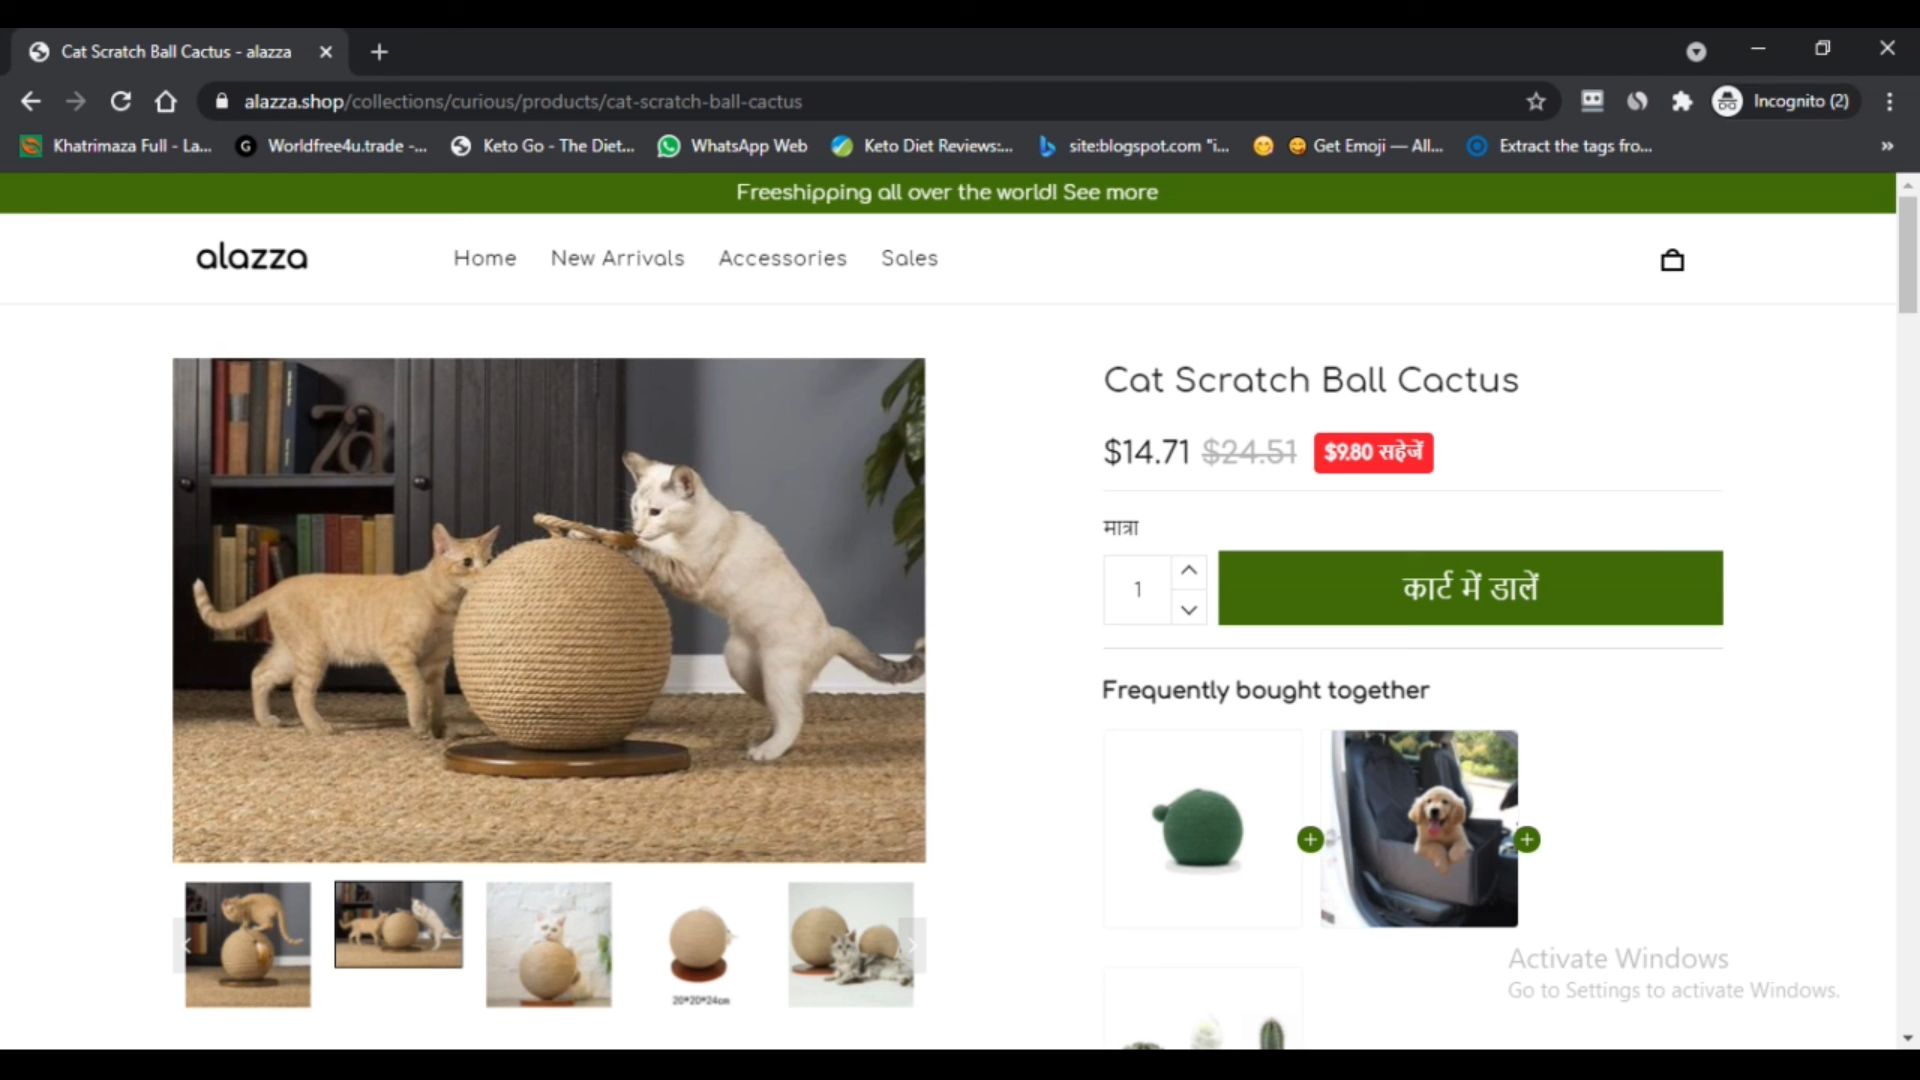 Cat Scratch Ball Cactus - alazza
alazza.shop/collections/curious/products/cat-scratch-ball-cactus
Incognito (2)
Khatrimaza Full - La...
Worldfree4u.trade -...
Keto Go - The Diet...
WhatsApp Web
Keto Diet Reviews:...
site:blogspot.com "i...
Get Emoji — All...
Extract the tags fro...
Freeshipping all over the world! See more
alazza
Home
New Arrivals
Accessories
Sales
Cat Scratch Ball Cactus
$14.71 $24.51 $9.80 सहेजें
मात्रा
1
कार्ट में डालें
Frequently bought together
20*20*24cm
Activate Windows
Go to Settings to activate Windows.